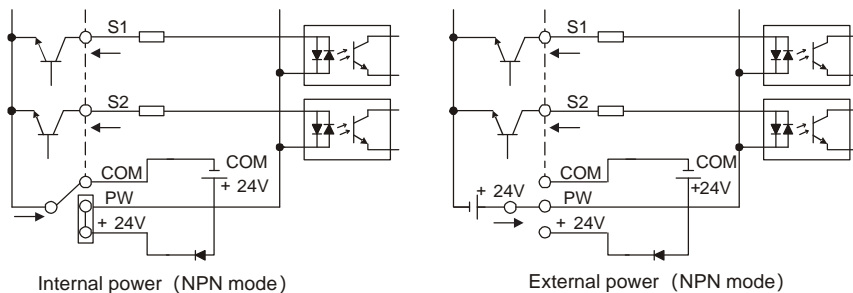 S1
S2
COM
COM
+ 24V
PW
+ 24V
Internal power (NPN mode)
S1
S2
COM
COM
+24V
+ 24V
PW
+ 24V
External power (NPN mode)